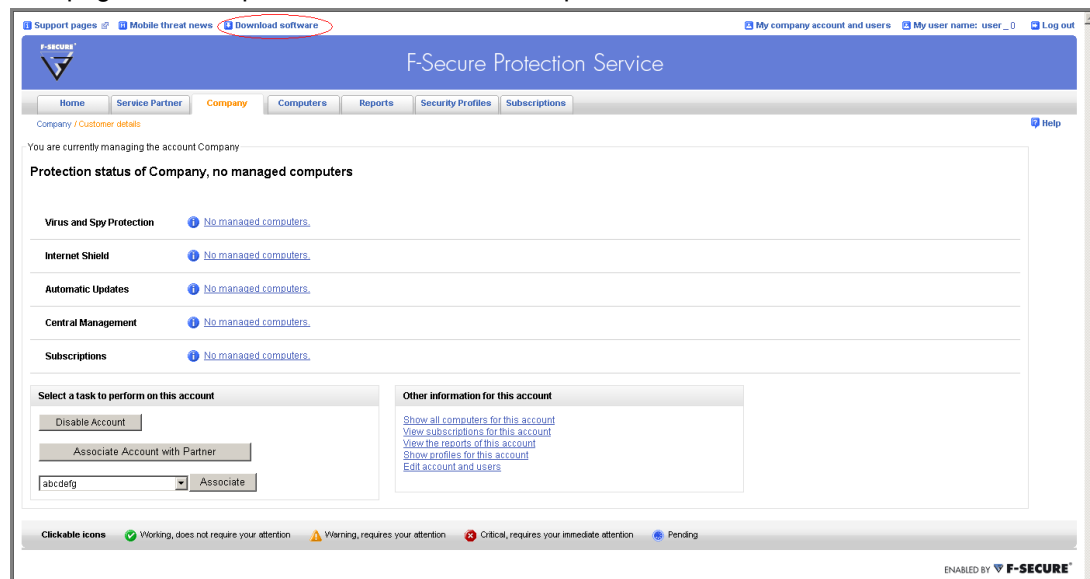 Support pages Mobile threat news Download software My company account and users My user name: user_0 Log out
F-SECURE
F-Secure Protection Service
Home Service Partner Company Computers Reports Security Profiles Subscriptions
Company / Customer details Help
You are currently managing the account Company
Protection status of Company, no managed computers
Virus and Spy Protection No managed computers.
Internet Shield No managed computers.
Automatic Updates No managed computers.
Central Management No managed computers.
Subscriptions No managed computers.
Select a task to perform on this account
Disable Account
Associate Account with Partner
abcdefg Associate
Other information for this account
Show all computers for this account
View subscriptions for this account
View the reports of this account
Show profiles for this account
Edit account and users
Clickable icons Working, does not require your attention Warning, requires your attention Critical, requires your immediate attention Pending
ENABLED BY F-SECURE